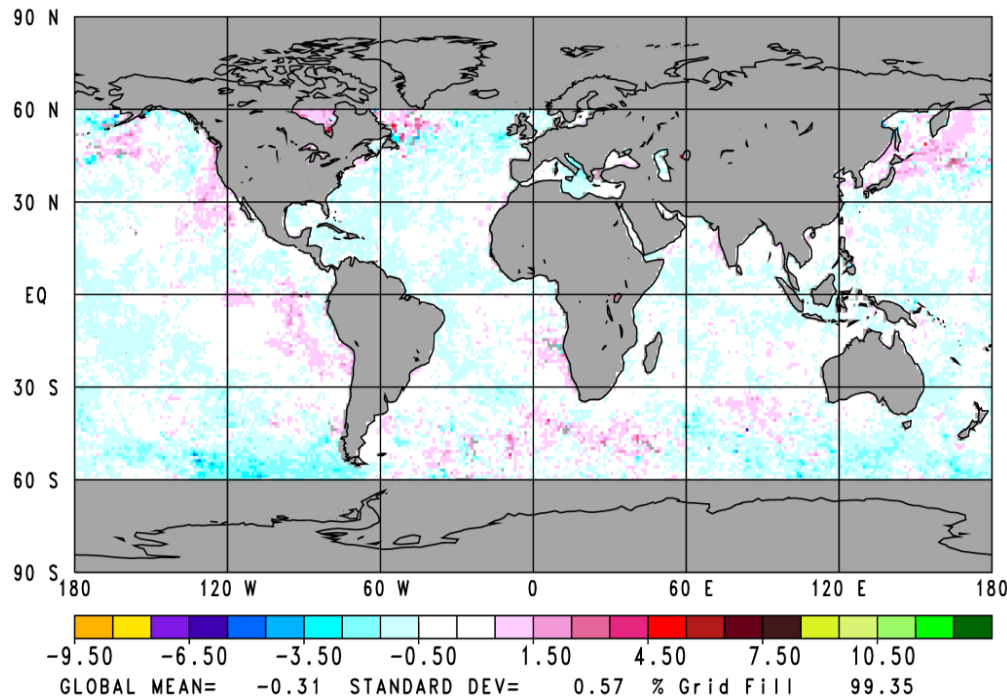 90 N
60 N
30 N
EQ
30 S
60 S
90 S
180 120 W 60 W 0 60 E 120 E 180
-9.50 -6.50 -3.50 -0.50 1.50 4.50 7.50 10.50
GLOBAL MEAN= -0.31 STANDARD DEV= 0.57 % Grid Fill 99.35